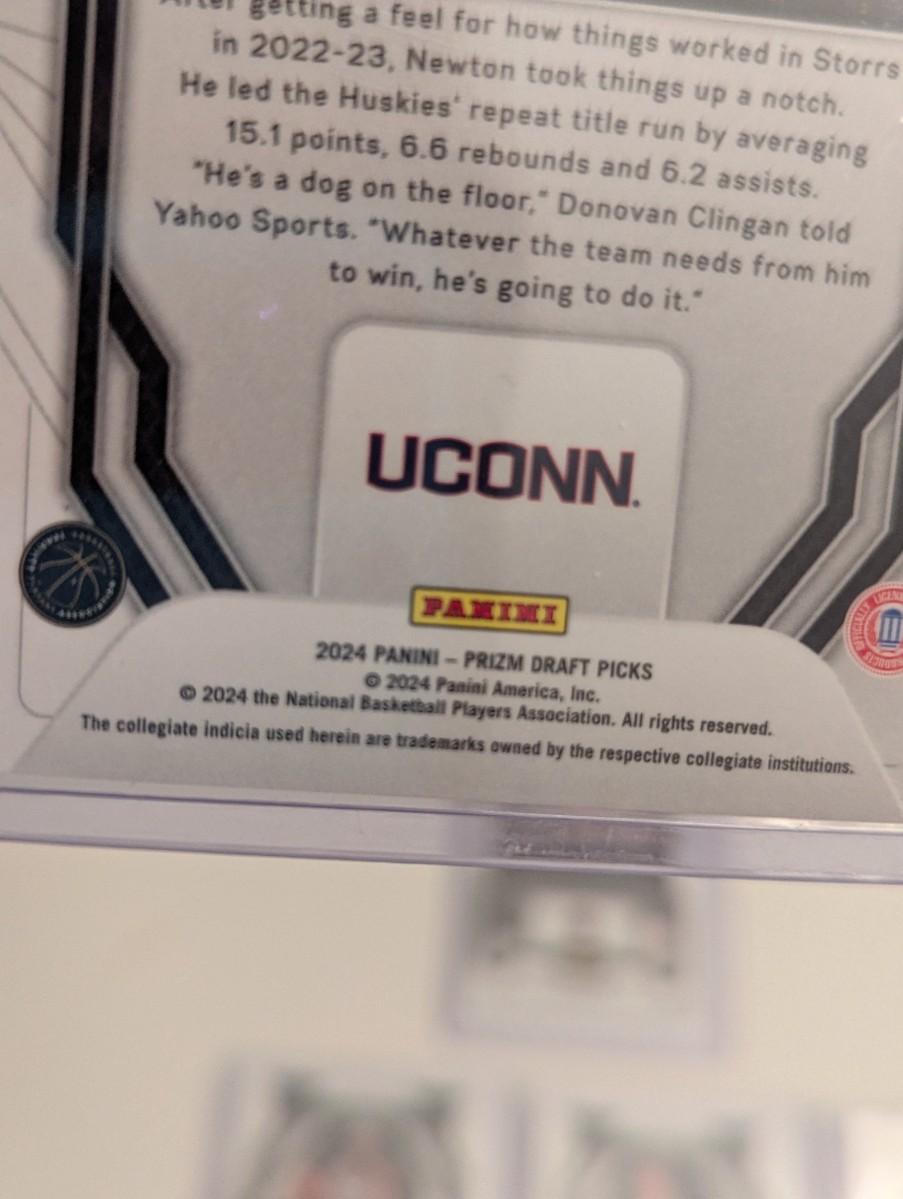 After getting a feel for how things worked in Storrs
in 2022-23, Newton took things up a notch.
He led the Huskies' repeat title run by averaging
15.1 points, 6.6 rebounds and 6.2 assists.
"He's a dog on the floor," Donovan Clingan told
Yahoo Sports. "Whatever the team needs from him
to win, he's going to do it."
UCONN.
PANINI
2024 PANINI – PRIZM DRAFT PICKS
© 2024 Panini America, Inc.
© 2024 the National Basketball Players Association. All rights reserved.
The collegiate indicia used herein are trademarks owned by the respective collegiate institutions.